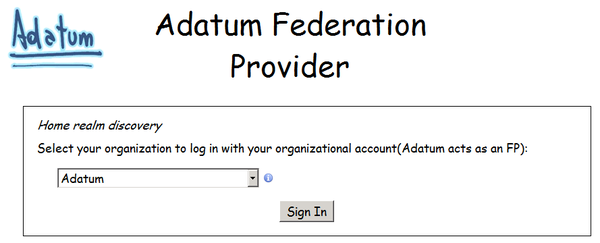 Adatum
Adatum Federation
Provider
Home realm discovery
Select your organization to log in with your organizational account(Adatum acts as an FP):
Adatum
i
Sign In